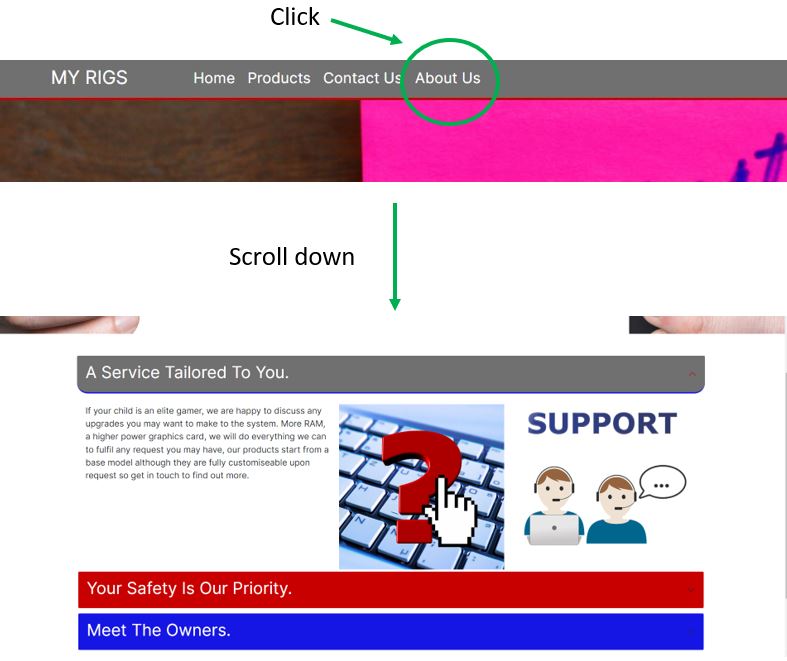 Click
MY RIGS Home Products Contact Us About Us
Scroll down
A Service Tailored To You.
If your child is an elite gamer, we are happy to discuss any
upgrades you may want to make to the system. More RAM,
a higher power graphics card, we will do everything we can
to fulfil any request you may have, our products start from a
base model although they are fully customiseable upon
request so get in touch to find out more.
?
SUPPORT
...
Your Safety Is Our Priority.
Meet The Owners.